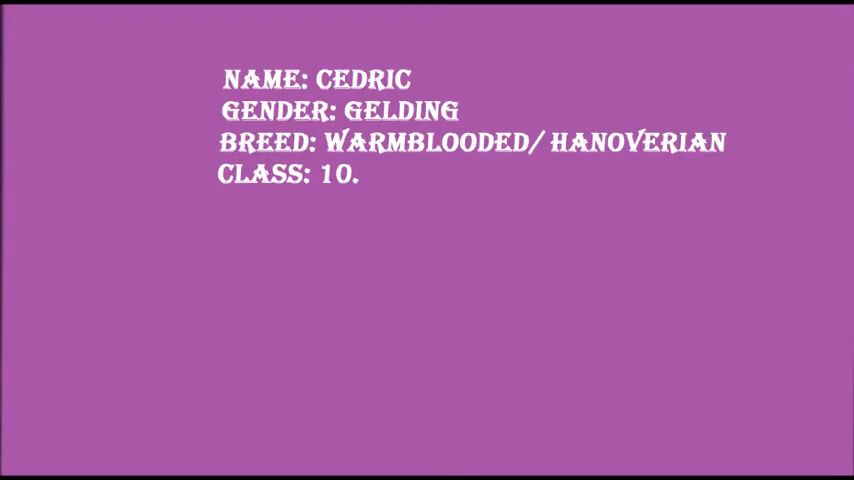 NAME: CEDRIC
GENDER: GELDING
BREED: WARMBLOODED/ HANOVERIAN
CLASS: 10.